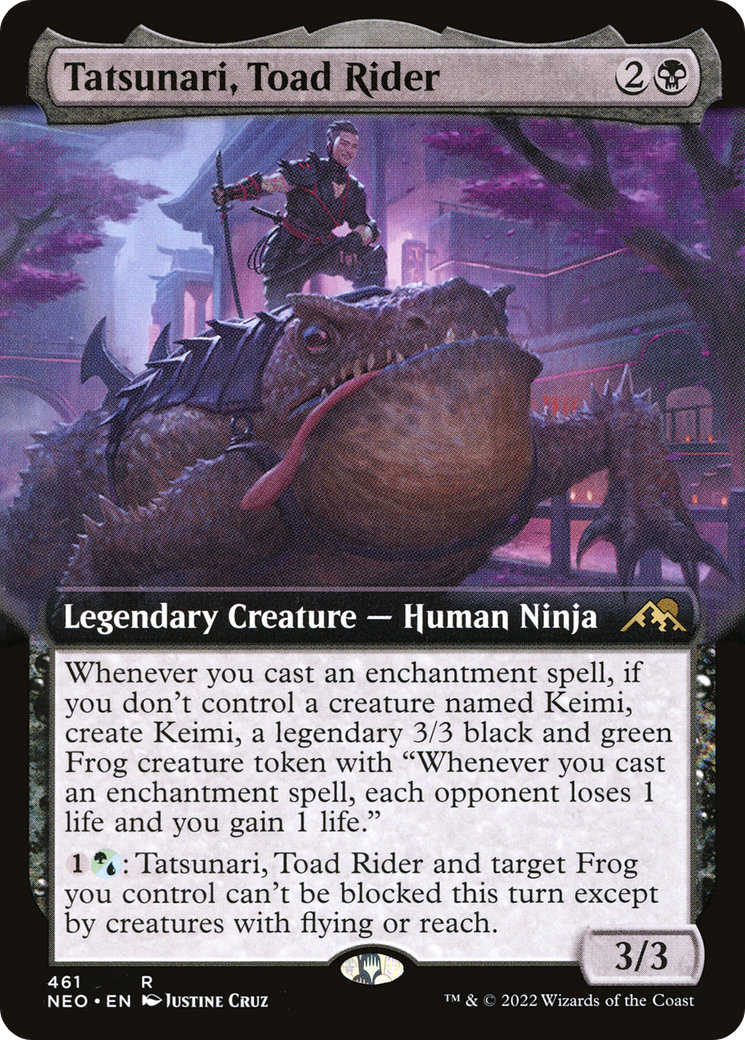 Tatsunari, Toad Rider 2
Legendary Creature — Human Ninja
Whenever you cast an enchantment spell, if
you don't control a creature named Keimi,
create Keimi, a legendary 3/3 black and green
Frog creature token with “Whenever you cast
an enchantment spell, each opponent loses 1
life and you gain 1 life.”
1 : Tatsunari, Toad Rider and target Frog
you control can't be blocked this turn except
by creatures with flying or reach.
3/3
461 R
NEO • EN Justine Cruz
™ & © 2022 Wizards of the Coast